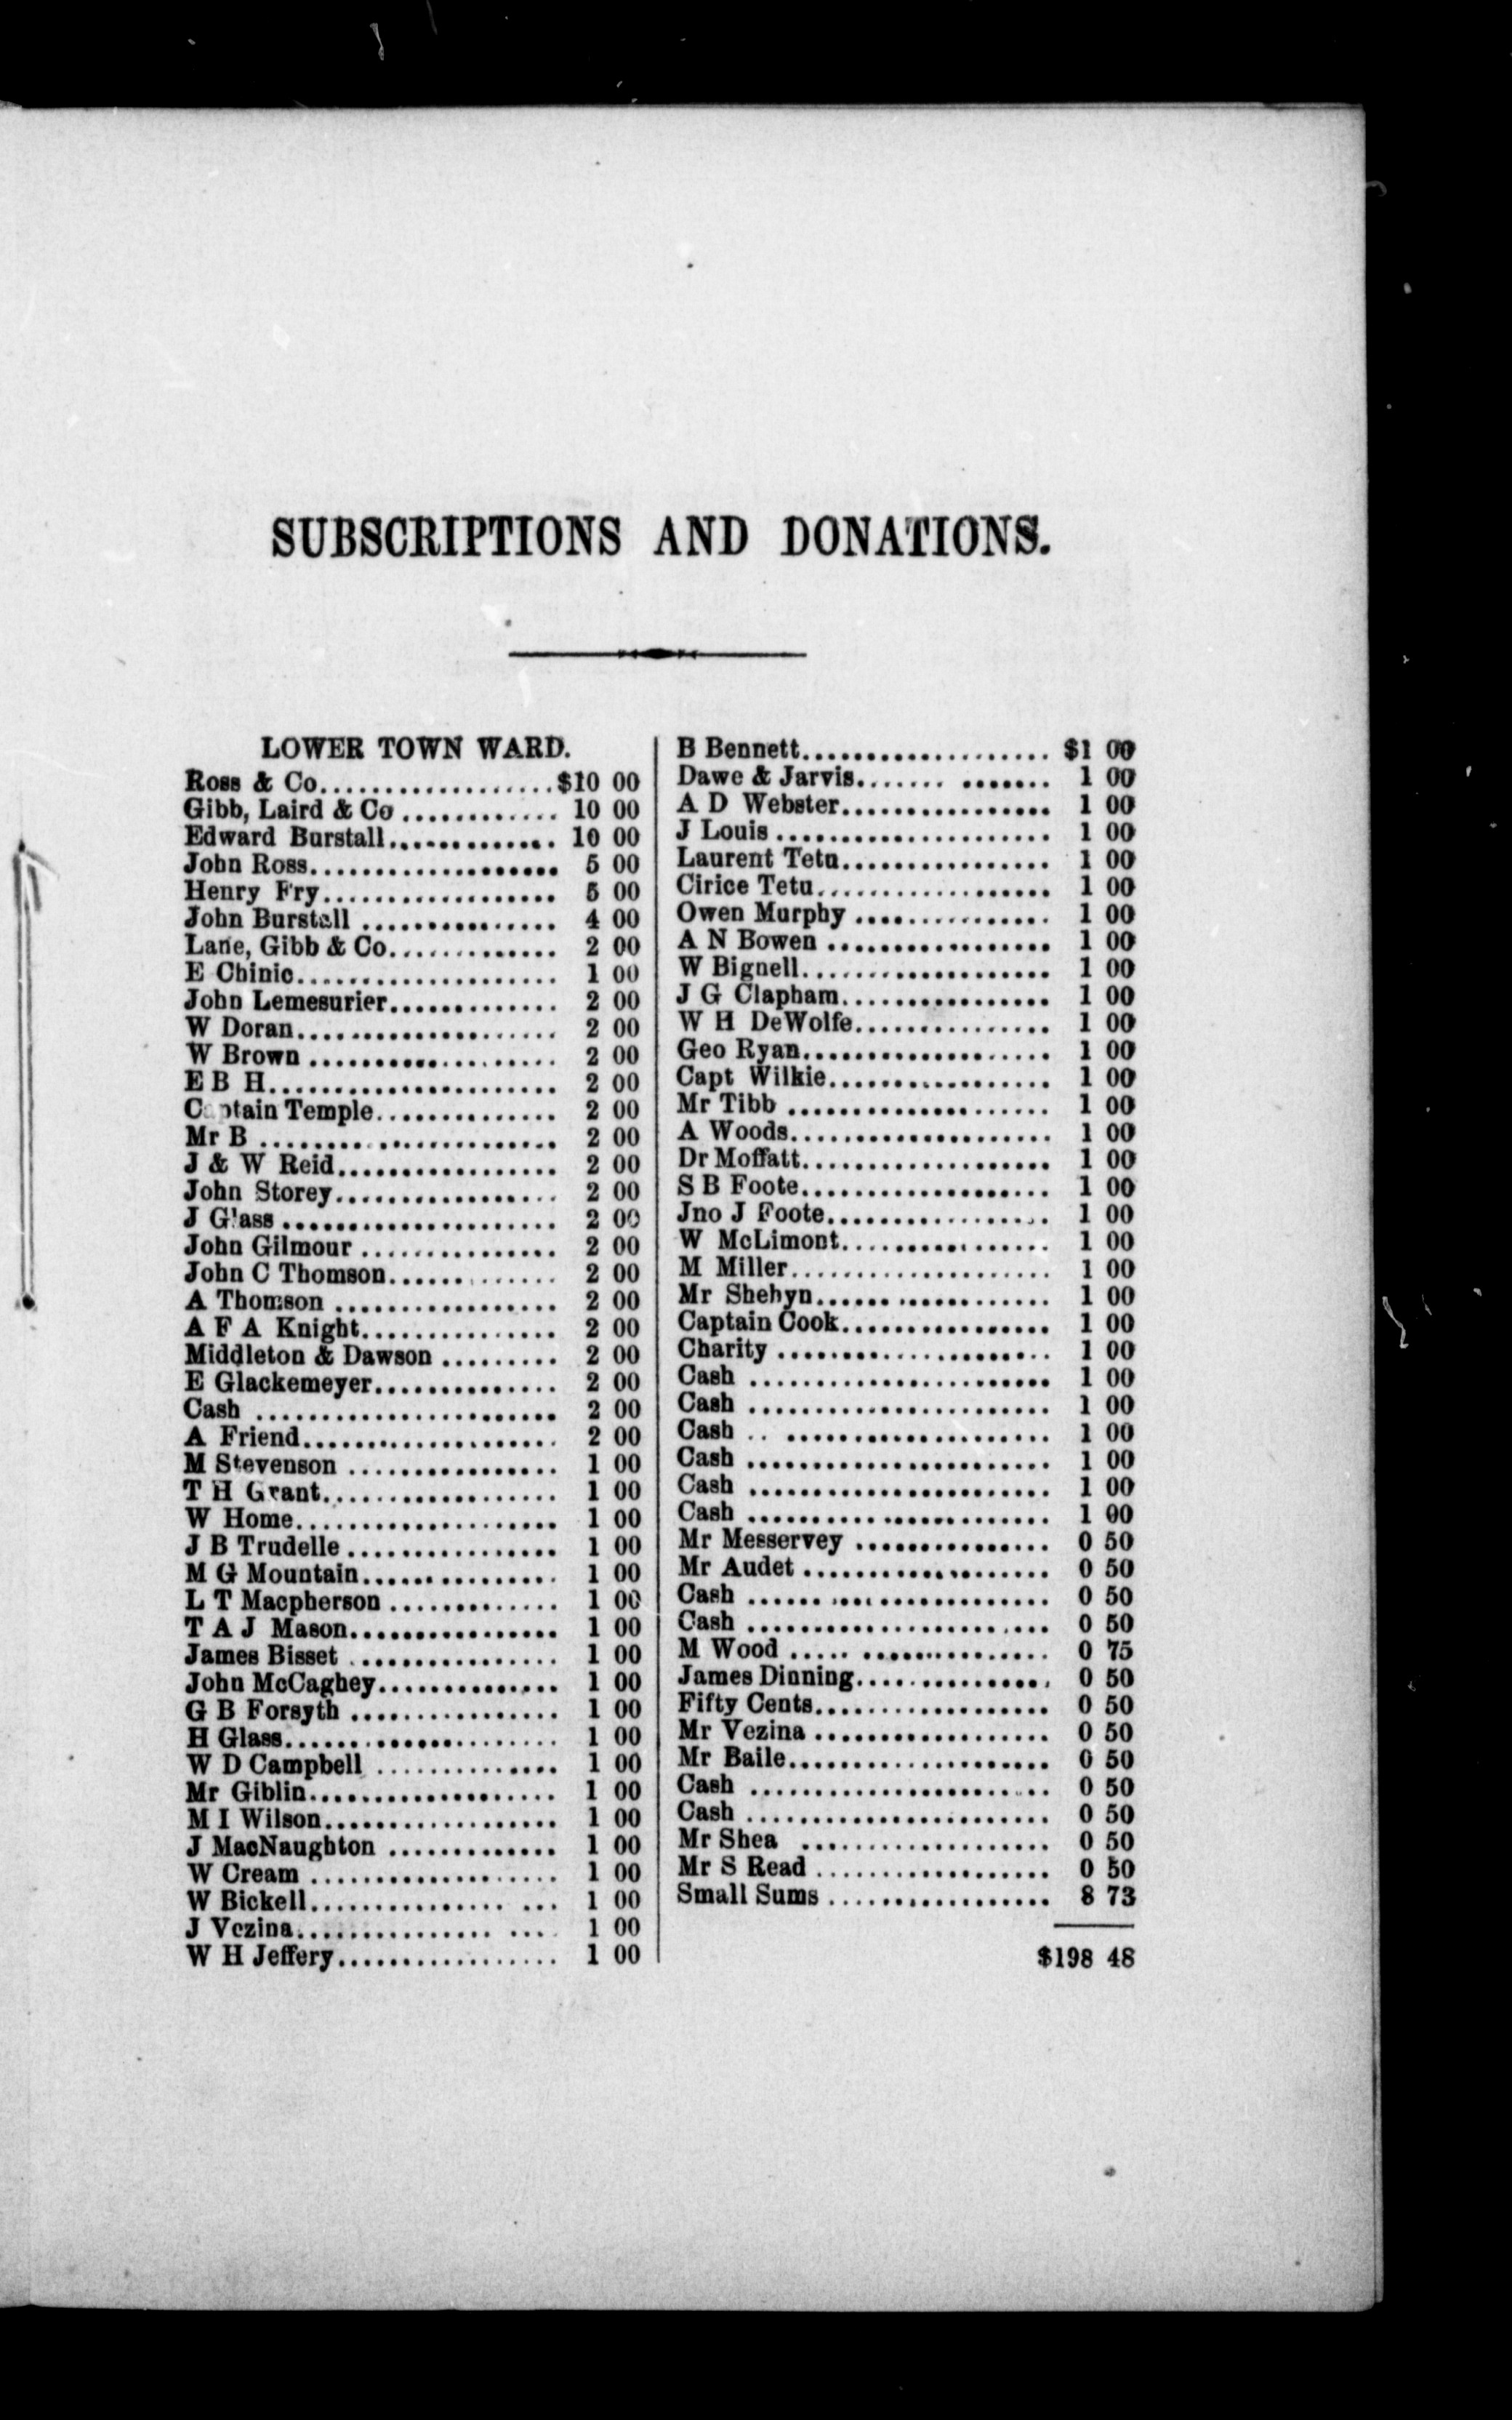 SUBSCRIPTIONS AND DONATIONS.
LOWER TOWN WARD.
Ross & Co...................$10 00
Gibb, Laird & Co ............ 10 00
Edward Burstall............. 10 00
John Ross................... 5 00
Henry Fry.................. 5 00
John Burstall ............... 4 00
Lane, Gibb & Co............. 2 00
E Chinic.................... 1 00
John Lemesurier............. 2 00
W Doran.................... 2 00
W Brown ................... 2 00
E B H...................... 2 00
Captain Temple.............. 2 00
Mr B ....................... 2 00
J & W Reid................. 2 00
John Storey................. 2 00
J Glass ..................... 2 00
John Gilmour ............... 2 00
John C Thomson............. 2 00
A Thomson ................. 2 00
A F A Knight............... 2 00
Middleton & Dawson ......... 2 00
E Glackemeyer.............. 2 00
Cash ....................... 2 00
A Friend.................... 2 00
M Stevenson ................ 1 00
T H Grant.................. 1 00
W Home.................... 1 00
J B Trudelle ................ 1 00
M G Mountain............... 1 00
L T Macpherson ............. 1 00
T A J Mason................ 1 00
James Bisset ................ 1 00
John McCaghey.............. 1 00
G B Forsyth ................ 1 00
H Glass..................... 1 00
W D Campbell .............. 1 00
Mr Giblin................... 1 00
M I Wilson.................. 1 00
J MacNaughton ............. 1 00
W Cream ................... 1 00
W Bickell............... ... 1 00
J Vezina............... .... 1 00
W H Jeffery................. 1 00
B Bennett................... $1 00
Dawe & Jarvis....... ....... 1 00
A D Webster................ 1 00
J Louis ..................... 1 00
Laurent Tetu................ 1 00
Cirice Tetu.................. 1 00
Owen Murphy ............... 1 00
A N Bowen ................. 1 00
W Bignell................... 1 00
J G Clapham................ 1 00
W H DeWolfe............... 1 00
Geo Ryan................... 1 00
Capt Wilkie................. 1 00
Mr Tibb .................... 1 00
A Woods.................... 1 00
Dr Moffatt................... 1 00
S B Foote................... 1 00
Jno J Foote................. 1 00
W McLimont................ 1 00
M Miller.................... 1 00
Mr Shehyn.................. 1 00
Captain Cook................ 1 00
Charity ..................... 1 00
Cash ....................... 1 00
Cash ....................... 1 00
Cash .. .................... 1 00
Cash ....................... 1 00
Cash ....................... 1 00
Cash ....................... 1 00
Mr Messervey ............... 0 50
Mr Audet ................... 0 50
Cash ....................... 0 50
Cash ....................... 0 50
M Wood ..... .............. 0 75
James Dinning............... 0 50
Fifty Cents.................. 0 50
Mr Vezina .................. 0 50
Mr Baile.................... 0 50
Cash ....................... 0 50
Cash ....................... 0 50
Mr Shea ................... 0 50
Mr S Read .................. 0 50
Small Sums ................. 8 73
$198 48